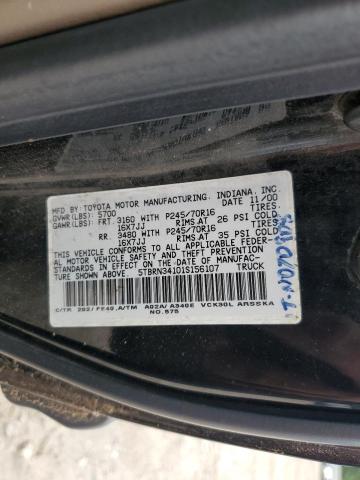 MFD. BY: TOYOTA MOTOR MANUFACTURING, INDIANA, INC.
GVWR(LBS): 5700 DATE 11/00
GAWR(LBS): FRT. 3160 WITH P245/70R16 TIRES.
16X7JJ RIMS AT 26 PSI COLD.
RR. 3480 WITH P245/70R16 TIRES.
16X7JJ RIMS AT 35 PSI COLD.
THIS VEHICLE CONFORMS TO ALL APPLICABLE FEDER-
AL MOTOR VEHICLE SAFETY, BUMPER, AND
THEFT PREVENTION
STANDARDS IN EFFECT ON THE DATE OF MANUFAC-
TURE SHOWN ABOVE.
5TBRN34101S156107 TRUCK
C/TR 202/FE40,A/TM A02A/A340E VCK30L ARSSKA
NO.575